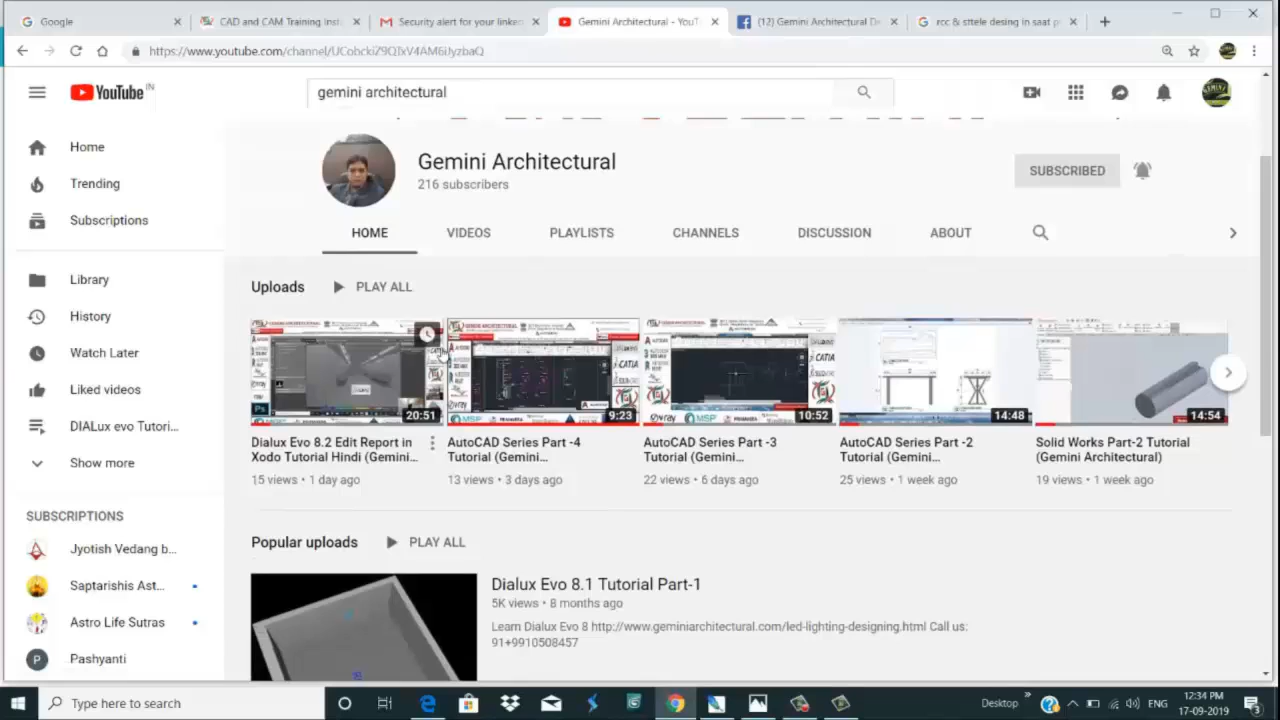 Google
CAD and CAM Training Inst
Security alert for your linked
Gemini Architectural - YouT
(12) Gemini Architectural De
rcc & sttele desing in saat p
https://www.youtube.com/channel/UCobckiZ9QIxV4AM6iJyzbaQ
YouTube IN
gemini architectural
Home
Trending
Subscriptions
Library
History
Watch Later
Liked videos
DIALux evo Tutori...
Show more
SUBSCRIPTIONS
Jyotish Vedang b...
Saptarishis Ast...
Astro Life Sutras
P
Pashyanti
Gemini Architectural
216 subscribers
SUBSCRIBED
HOME VIDEOS PLAYLISTS CHANNELS DISCUSSION ABOUT
Uploads PLAY ALL
20:51 9:23 10:52 14:48 14:54
Dialux Evo 8.2 Edit Report in
Xodo Tutorial Hindi (Gemini...
15 views • 1 day ago
AutoCAD Series Part -4
Tutorial (Gemini...
13 views • 3 days ago
AutoCAD Series Part -3
Tutorial (Gemini...
22 views • 6 days ago
AutoCAD Series Part -2
Tutorial (Gemini...
25 views • 1 week ago
Solid Works Part-2 Tutorial
(Gemini Architectural)
19 views • 1 week ago
Popular uploads PLAY ALL
Dialux Evo 8.1 Tutorial Part-1
5K views • 8 months ago
Learn Dialux Evo 8 http://www.geminiarchitectural.com/led-lighting-designing.html Call us:
91+9910508457
Type here to search
Desktop
ENG
12:34 PM
17-09-2019
3